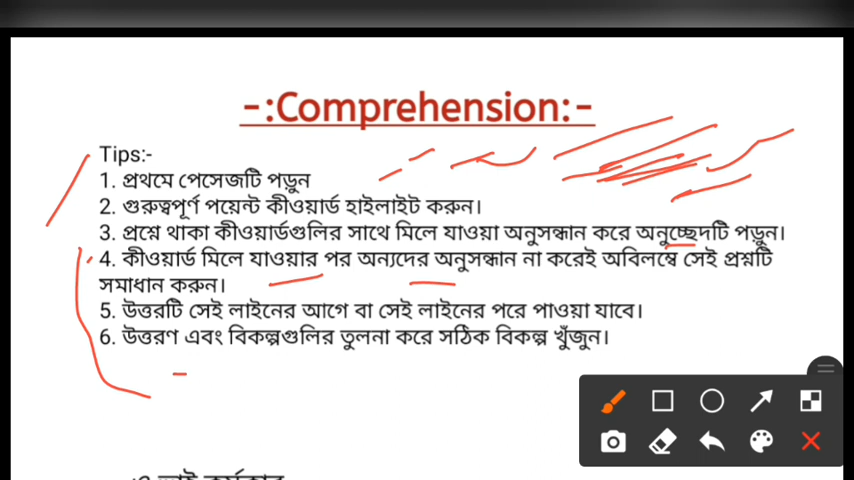 -:Comprehension:-
Tips:-
1. প্রথমে পেসেজটি পড়ুন
2. গুরুত্বপূর্ণ পয়েন্ট কীওয়ার্ড হাইলাইট করুন।
3. প্রশ্নে থাকা কীওয়ার্ডগুলির সাথে মিলে যাওয়া অনুসন্ধান করে অনুচ্ছেদটি পড়ুন।
4. কীওয়ার্ড মিলে যাওয়ার পর অন্যদের অনুসন্ধান না করেই অবিলম্বে সেই প্রশ্নটি
সমাধান করুন।
5. উত্তরটি সেই লাইনের আগে বা সেই লাইনের পরে পাওয়া যাবে।
6. উত্তরণ এবং বিকল্পগুলির তুলনা করে সঠিক বিকল্প খুঁজুন।